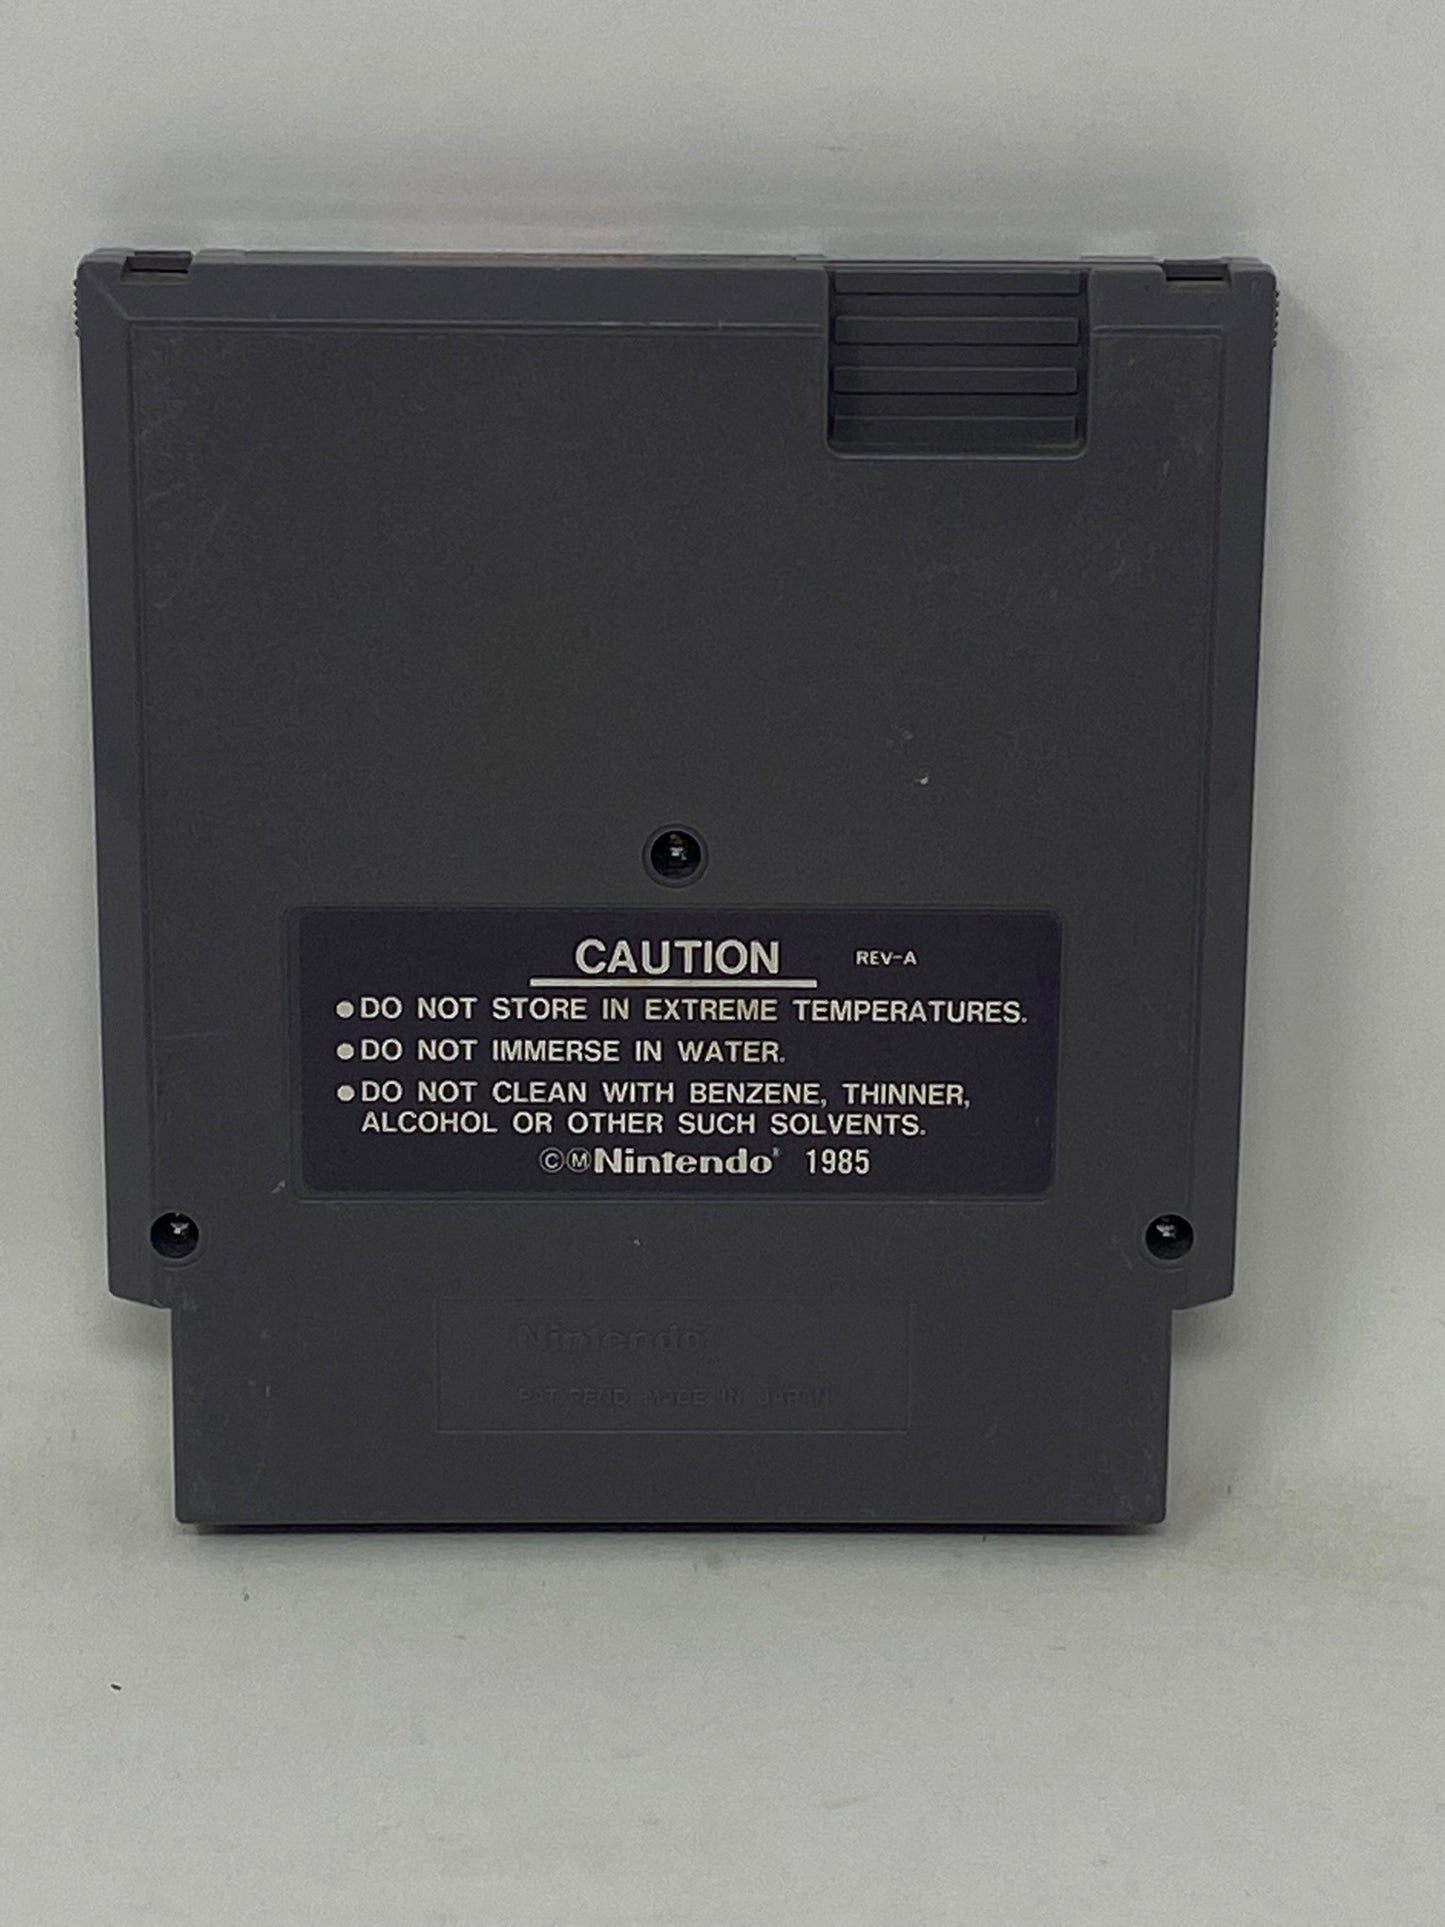 CAUTION REV-A
●DO NOT STORE IN EXTREME TEMPERATURES.
●DO NOT IMMERSE IN WATER.
●DO NOT CLEAN WITH BENZENE, THINNER,
ALCOHOL OR OTHER SUCH SOLVENTS.
©ⓂNintendo® 1985
Nintendo®
PAT. PEND. MADE IN JAPAN